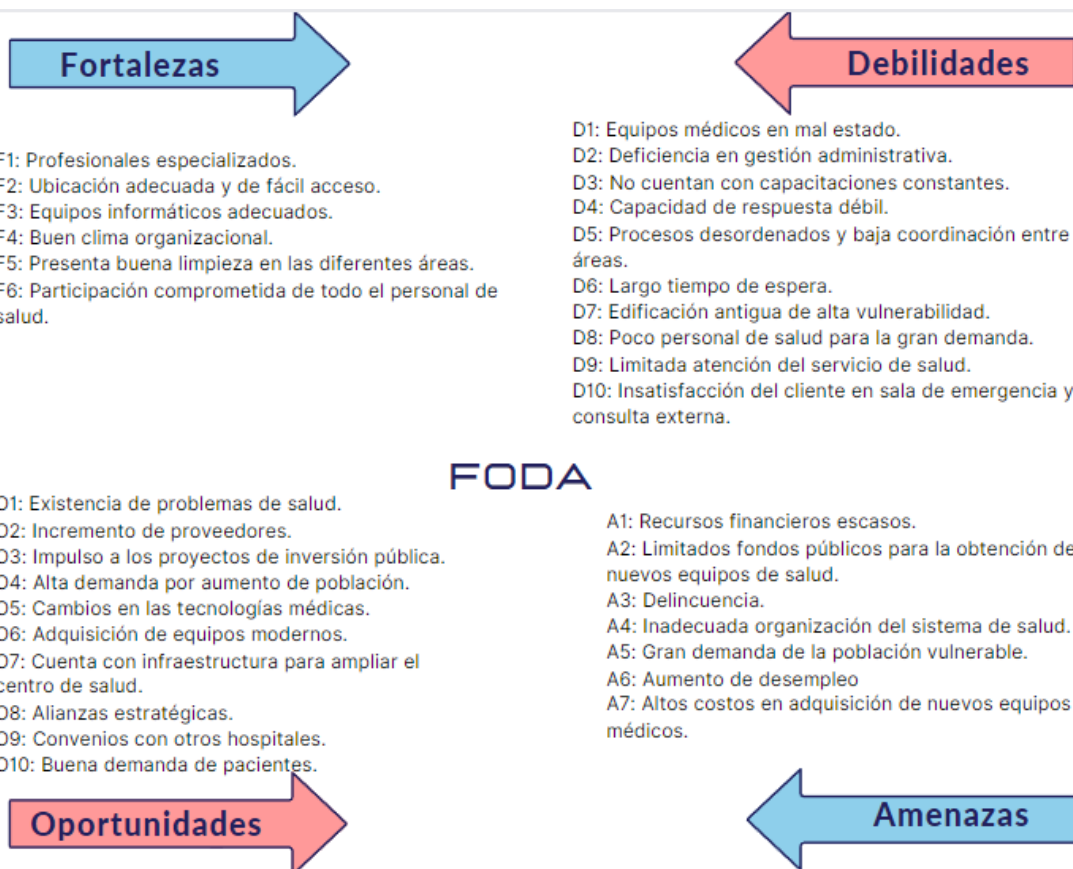 Fortalezas
F1: Profesionales especializados.
F2: Ubicación adecuada y de fácil acceso.
F3: Equipos informáticos adecuados.
F4: Buen clima organizacional.
F5: Presenta buena limpieza en las diferentes áreas.
F6: Participación comprometida de todo el personal de
salud.
Debilidades
D1: Equipos médicos en mal estado.
D2: Deficiencia en gestión administrativa.
D3: No cuentan con capacitaciones constantes.
D4: Capacidad de respuesta débil.
D5: Procesos desordenados y baja coordinación entre
áreas.
D6: Largo tiempo de espera.
D7: Edificación antigua de alta vulnerabilidad.
D8: Poco personal de salud para la gran demanda.
D9: Limitada atención del servicio de salud.
D10: Insatisfacción del cliente en sala de emergencia y
consulta externa.
FODA
O1: Existencia de problemas de salud.
O2: Incremento de proveedores.
O3: Impulso a los proyectos de inversión pública.
O4: Alta demanda por aumento de población.
O5: Cambios en las tecnologías médicas.
O6: Adquisición de equipos modernos.
O7: Cuenta con infraestructura para ampliar el
centro de salud.
O8: Alianzas estratégicas.
O9: Convenios con otros hospitales.
O10: Buena demanda de pacientes.
Oportunidades
A1: Recursos financieros escasos.
A2: Limitados fondos públicos para la obtención de
nuevos equipos de salud.
A3: Delincuencia.
A4: Inadecuada organización del sistema de salud.
A5: Gran demanda de la población vulnerable.
A6: Aumento de desempleo
A7: Altos costos en adquisición de nuevos equipos
médicos.
Amenazas